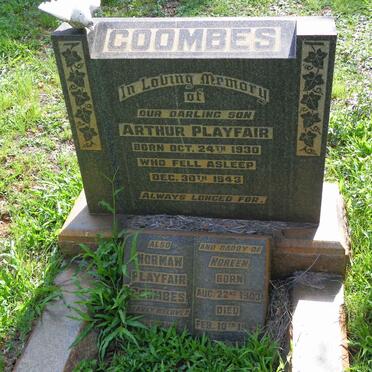 COOMBES
In Loving Memory
of
OUR DARLING SON
ARTHUR PLAYFAIR
BORN OCT. 24TH 1930
WHO FELL ASLEEP
DEC. 30TH 1943
ALWAYS LONGED FOR.
ALSO
NORMAN
PLAYFAIR
COOMBES
AND DADDY OF
NOREEN
BORN
AUG. 22ND 1903
DIED
FEB. 19TH